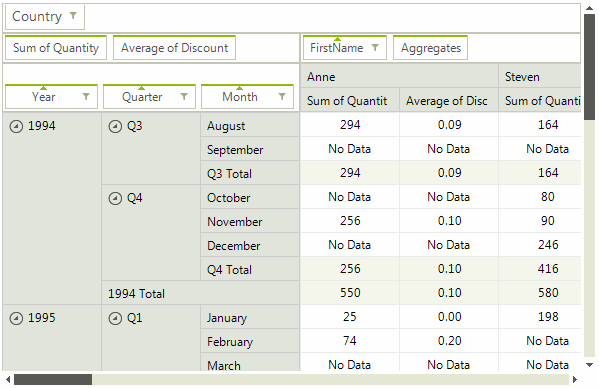 Country
Sum of Quantity Average of Discount FirstName Aggregates
Anne Steven
Year Quarter Month Sum of Quantit Average of Disc Sum of Quanti
1994 Q3 August 294 0.09 164
September No Data No Data No Data
Q3 Total 294 0.09 164
Q4 October No Data No Data 80
November 256 0.10 90
December No Data No Data 246
Q4 Total 256 0.10 416
1994 Total 550 0.10 580
1995 Q1 January 25 0.00 198
February 74 0.20 No Data
March No Data No Data No Data